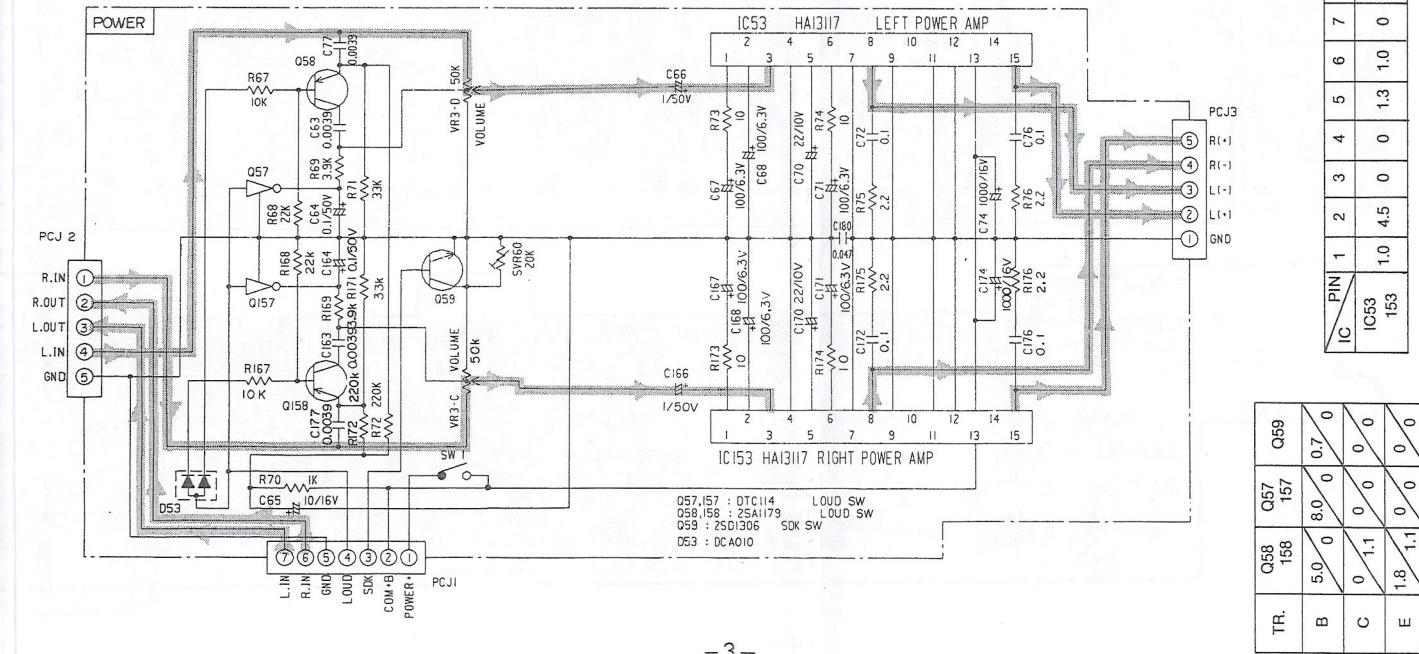 POWER
IC53 HA13117 LEFT POWER AMP
2 4 6 8 10 12 14
1 3 5 7 9 11 13 15
C77
0.0039
Q58
R67
10K
C63
0.0039
R69
3.9K
R71
33K
Q57
R68
22K
C64
0.1/50V
VR3-D 50K
VOLUME
C66
1/50V
R73
10
C68
100/6.3V
C67
100/6.3V
C70
22/10V
R74
10
C71
100/6.3V
C72
0.1
R75
2.2
C180
0.047
C74 1000/16V
C76
0.1
R76
2.2
PCJ3
5 R(+)
4 R(-)
3 L(-)
2 L(+)
1 GND
PCJ 2
R.IN 1
R.OUT 2
L.OUT 3
L.IN 4
GND 5
R168
22k
C164
0.1/50V
Q157
R169
3.9k
R171
33k
C163
0.0039
R167
10 K
Q158
C177
0.0039
R172
220k
R72
220K
Q59
SVR60
20K
VOLUME
50k
VR3-C
C166
1/50V
C167
100/6.3V
C168
100/6.3V
R173
10
C170 22/10V
C171
100/6.3V
R174
10
R175
2.2
C172
0.1
C174
1000/16V
R176
2.2
C176
0.1
2 4 6 8 10 12 14
1 3 5 7 9 11 13 15
IC153 HA13117 RIGHT POWER AMP
D53
R70 1K
C65 10/16V
SW 1
Q57,157 : DTC114 LOUD SW
Q58,158 : 2SA1179 LOUD SW
Q59 : 2SD1306 SDK SW
D53 : DCA010
7 6 5 4 3 2 1
PCJ1
L.IN
R.IN
GND
LOUD
SDK
COM+B
POWER+
IC PIN 1 2 3 4 5 6 7
IC53 153 1.0 4.5 0 0 1.3 1.0 0
TR. Q58 158 Q57 157 Q59
B 5.0 0 8.0 0 0.7 0
C 0 1.1 0 0 0 0
E 1.8 1.1 0 0 0 0
-3-